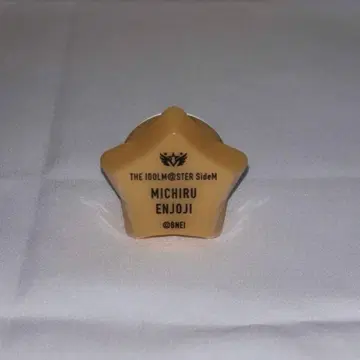 THE IDOLM@STER SideM
MICHIRU
ENJOJI
©BNEI